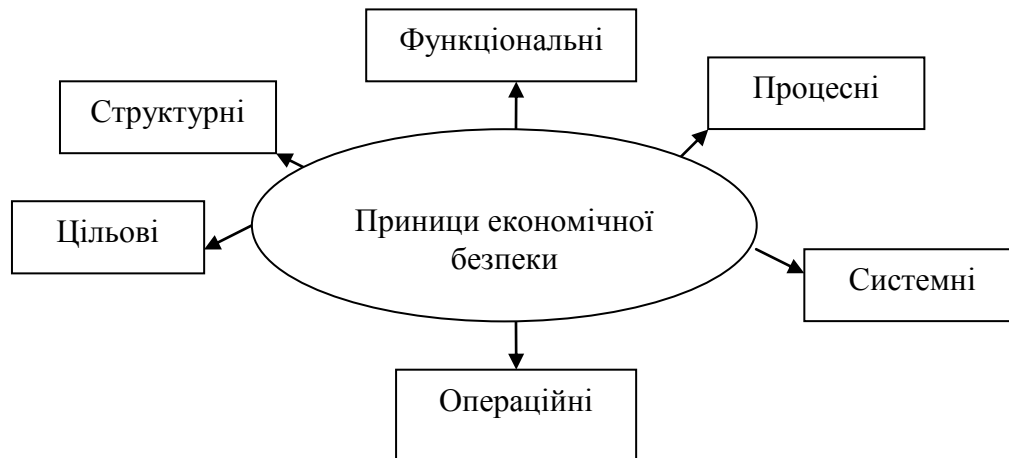 Функціональні
Процесні
Структурні
Цільові
Приници економічної
безпеки
Системні
Операційні